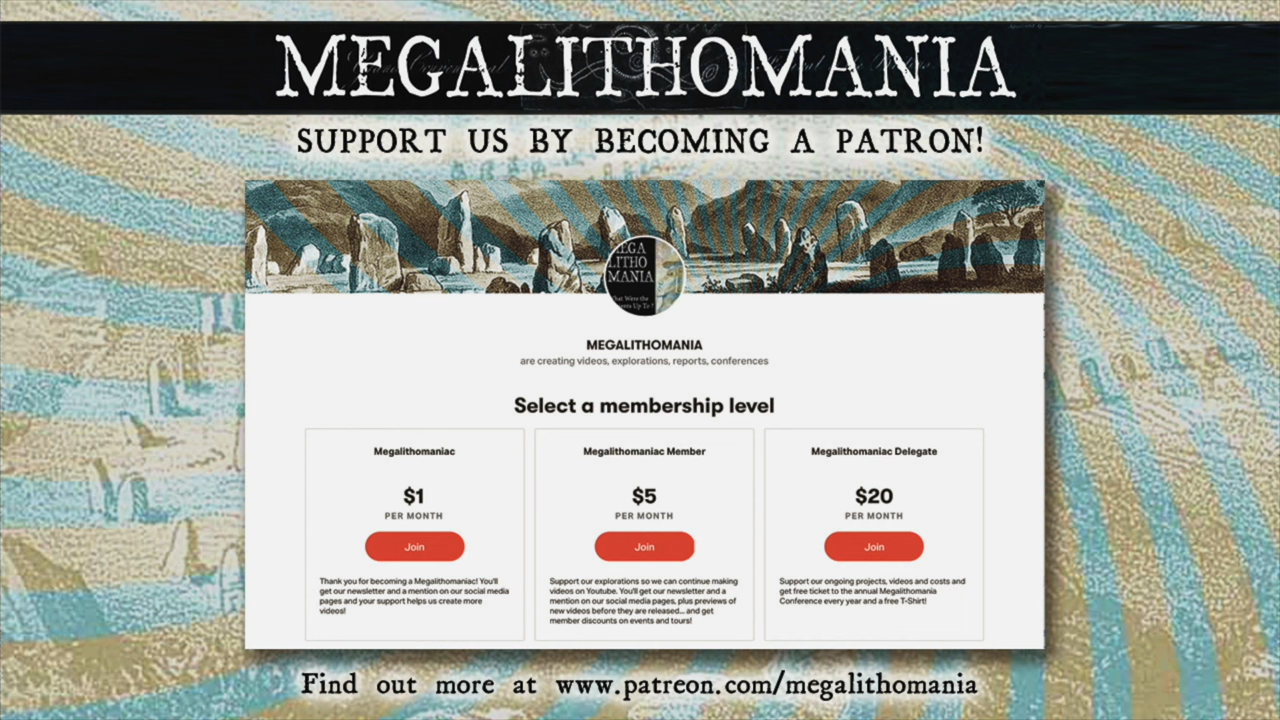 MEGALITHOMANIA
SUPPORT US BY BECOMING A PATRON!
MEGA
LITHO
MANIA
MEGALITHOMANIA
are creating videos, explorations, reports, conferences
Select a membership level
Megalithomaniac
$1
PER MONTH
Join
Thank you for becoming a Megalithomaniac! You'll
get our newsletter and a mention on our social media
pages and your support helps us create more
videos!
Megalithomaniac Member
$5
PER MONTH
Join
Support our explorations so we can continue making
videos on Youtube. You'll get our newsletter and a
mention on our social media pages, plus previews of
new videos before they are released... and get
member discounts on events and tours!
Megalithomaniac Delegate
$20
PER MONTH
Join
Support our ongoing projects, videos and costs and
get free ticket to the annual Megalithomania
Conference every year and a free T-Shirt!
Find out more at www.patreon.com/megalithomania